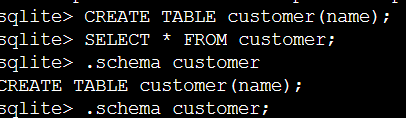 sqlite> CREATE TABLE customer(name);
sqlite> SELECT * FROM customer;
sqlite> .schema customer
CREATE TABLE customer(name);
sqlite> .schema customer;